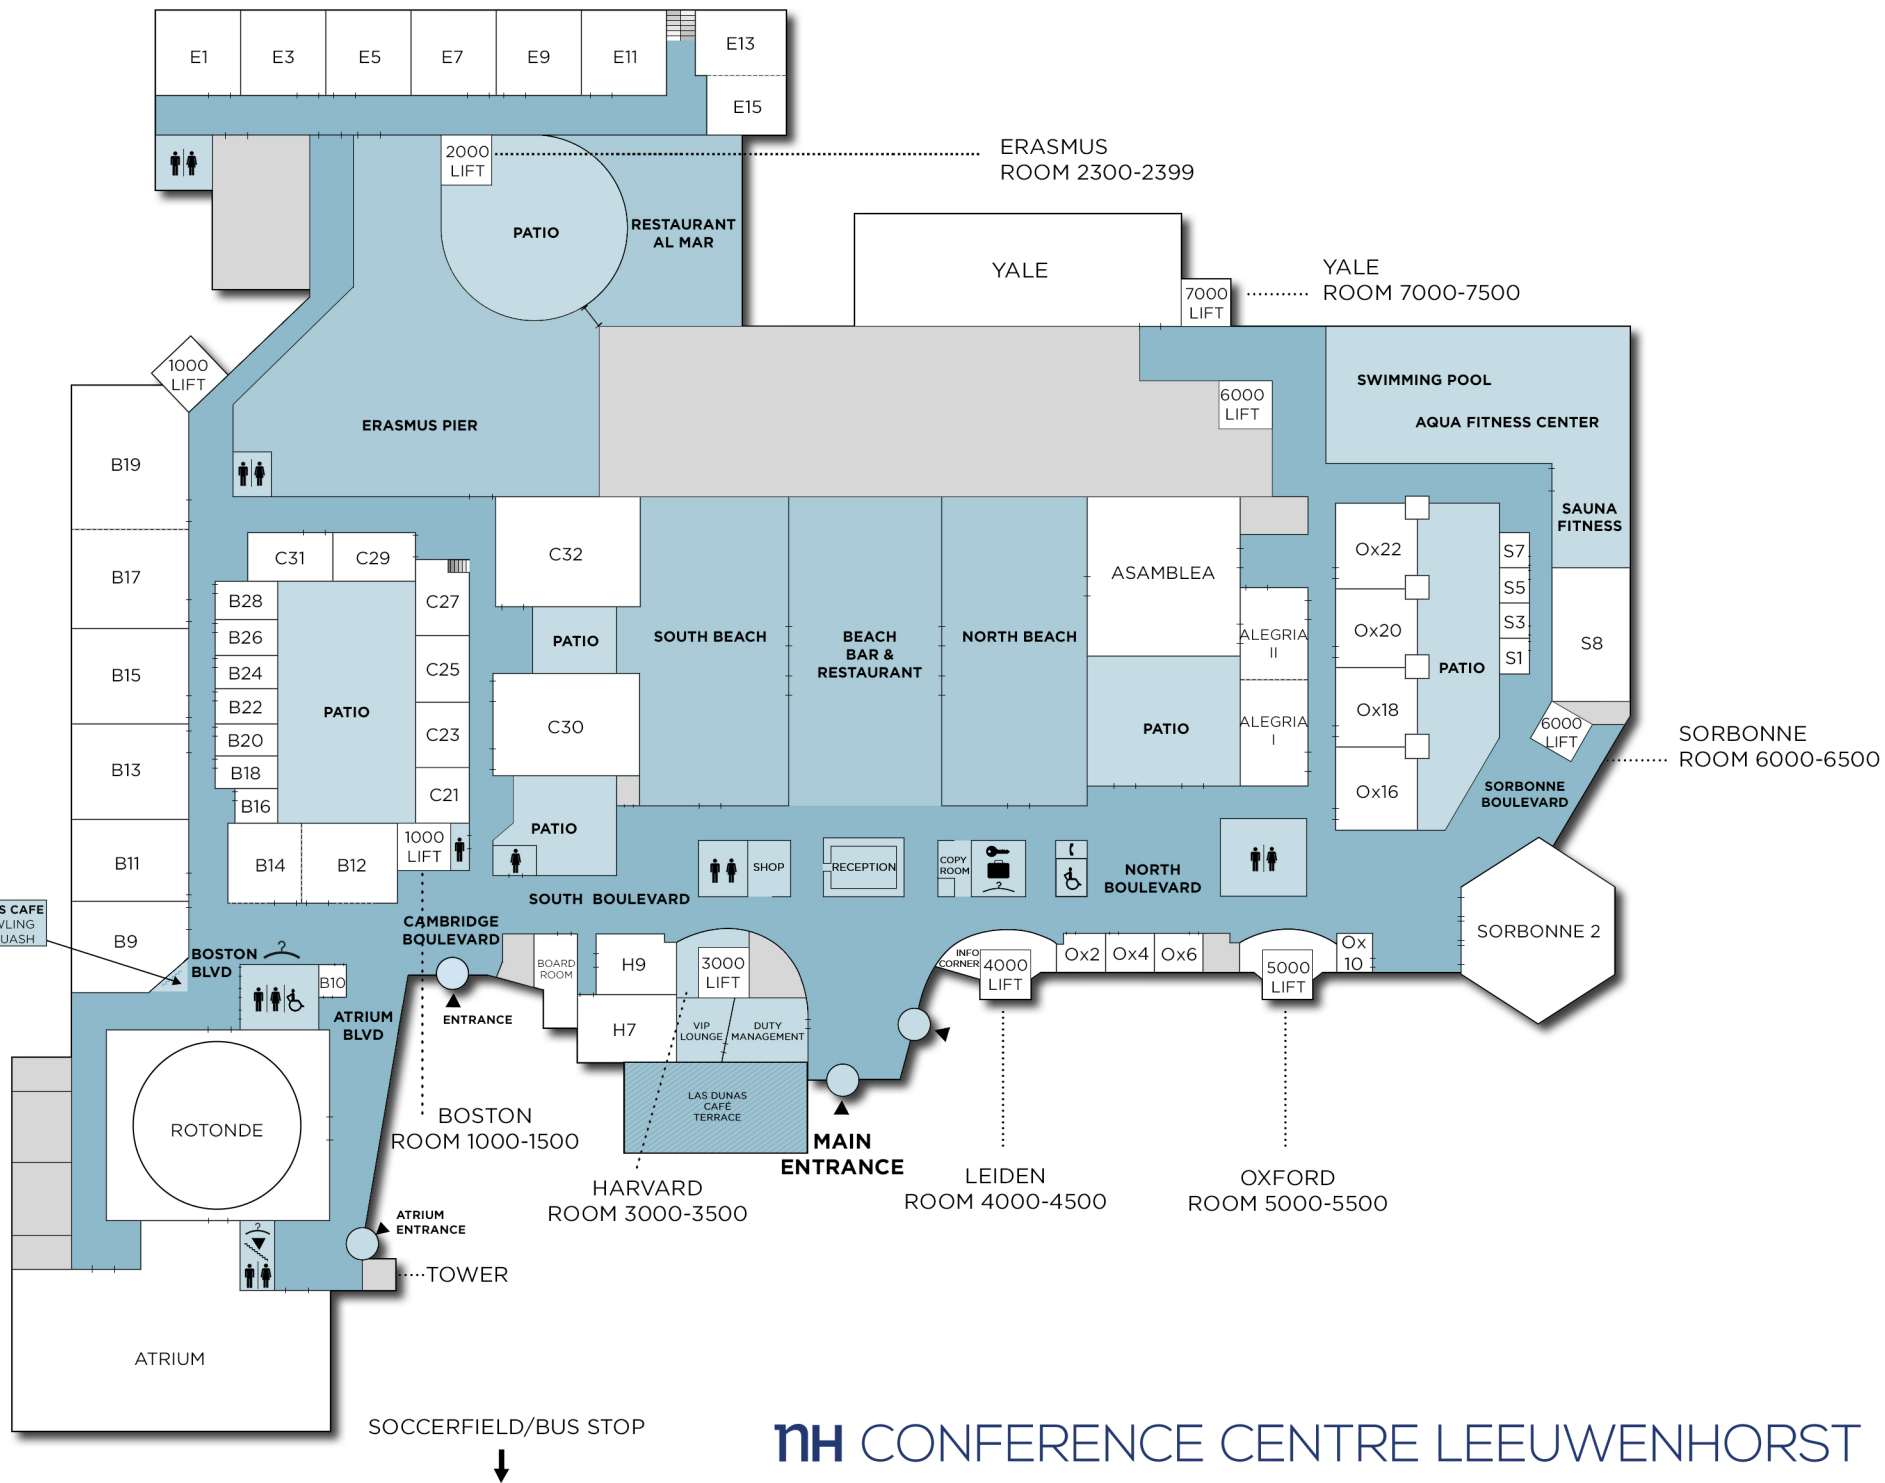 E1
E3
E5
E7
E9
E11
E13
E15
2000
LIFT
ERASMUS
ROOM 2300-2399
PATIO
RESTAURANT
AL MAR
YALE
7000
LIFT
YALE
ROOM 7000-7500
1000
LIFT
ERASMUS PIER
6000
LIFT
SWIMMING POOL
AQUA FITNESS CENTER
SAUNA
FITNESS
B19
B17
B15
B13
B11
B9
C31
C29
B28
B26
B24
B22
B20
B18
B16
B14
B12
PATIO
C27
C25
C23
C21
1000
LIFT
C32
PATIO
C30
PATIO
SOUTH BEACH
BEACH
BAR &
RESTAURANT
NORTH BEACH
ASAMBLEA
ALEGRIA
II
ALEGRIA
I
PATIO
Ox22
Ox20
Ox18
Ox16
PATIO
S7
S5
S3
S1
S8
6000
LIFT
SORBONNE
ROOM 6000-6500
SORBONNE
BOULEVARD
SHOP
RECEPTION
COPY
ROOM
NORTH
BOULEVARD
SOUTH BOULEVARD
CAMBRIDGE
BOULEVARD
S CAFE
WLING
UASH
BOSTON
BLVD
B10
ATRIUM
BLVD
ENTRANCE
BOARD
ROOM
H9
H7
3000
LIFT
VIP
LOUNGE
DUTY
MANAGEMENT
LAS DUNAS
CAFÉ
TERRACE
INFO
CORNER
4000
LIFT
Ox2
Ox4
Ox6
5000
LIFT
Ox
10
SORBONNE 2
ROTONDE
BOSTON
ROOM 1000-1500
HARVARD
ROOM 3000-3500
MAIN
ENTRANCE
LEIDEN
ROOM 4000-4500
OXFORD
ROOM 5000-5500
ATRIUM
ENTRANCE
TOWER
ATRIUM
SOCCERFIELD/BUS STOP
nH CONFERENCE CENTRE LEEUWENHORST